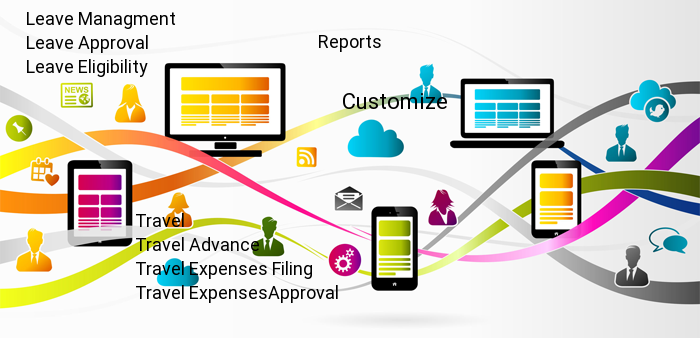 Leave Managment
Leave Approval
Leave Eligibility
Reports
NEWS
Customize
Travel
Travel Advance
Travel Expenses Filing
Travel ExpensesApproval